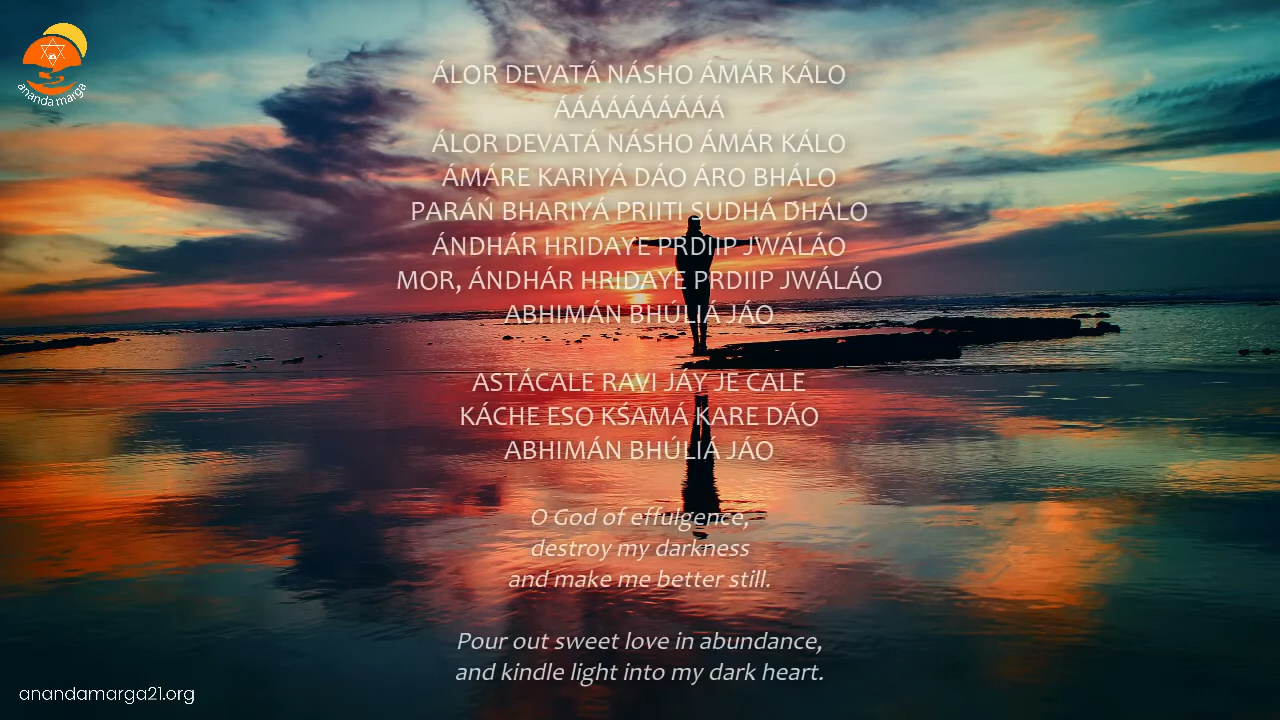 ananda marga
ÁLOR DEVATÁ NÁSHO ÁMÁR KÁLO
ÁÁÁÁÁÁÁÁÁÁ
ÁLOR DEVATÁ NÁSHO ÁMÁR KÁLO
ÁMÁRE KARIYÁ DÁO ÁRO BHÁLO
PARÁŃ BHARIYÁ PRIITI SUDHÁ D́HÁLO
ÁNDHÁR HRIDAYE PRDIIP JWÁLÁO
MOR, ÁNDHÁR HRIDAYE PRDIIP JWÁLÁO
ABHIMÁN BHÚLIÁ JÁO
ASTÁCALE RAVI JÁY JE CALE
KÁCHE ESO KŚAMÁ KARE DÁO
ABHIMÁN BHÚLIÁ JÁO
O God of effulgence,
destroy my darkness
and make me better still.
Pour out sweet love in abundance,
and kindle light into my dark heart.
anandamarga21.org